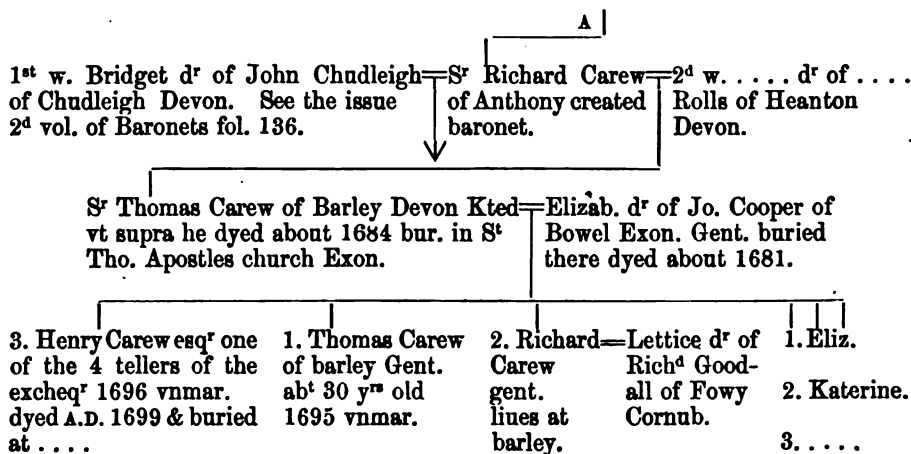 A
1st w. Bridget dr of John Chudleigh
of Chudleigh Devon. See the issue
2d vol. of Baronets fol. 136.
Sr Richard Carew
of Anthony created
baronet.
2d w. . . . . . dr of . . . .
Rolls of Heanton
Devon.
Sr Thomas Carew of Barley Devon Kted
vt supra he dyed about 1684 bur. in St
Tho. Apostles church Exon.
Elizab. dr of Jo. Cooper of
Bowel Exon. Gent. buried
there dyed about 1681.
3. Henry Carew esqr one
of the 4 tellers of the
excheqr 1696 vnmar.
dyed A.D. 1699 & buried
at . . . .
1. Thomas Carew
of barley Gent.
abt 30 yrs old
1695 vnmar.
2. Richard
Carew
gent.
liues at
barley.
Lettice dr of
Richd Good-
all of Fowy
Cornub.
1. Eliz.
2. Katerine.
3. . . . .